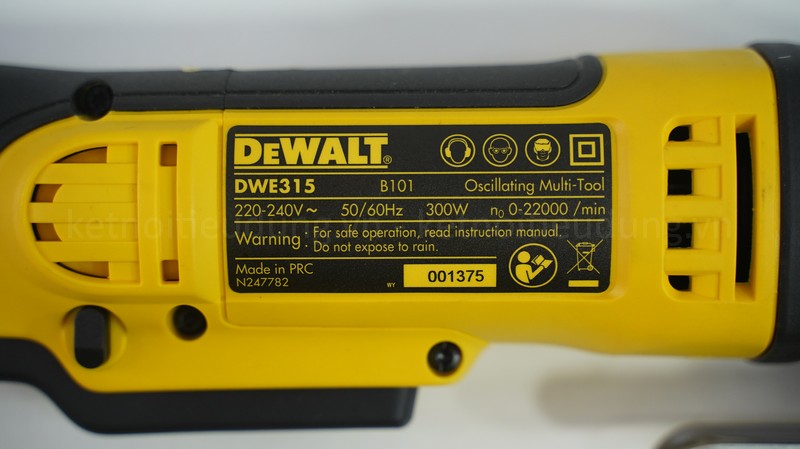 DEWALT®
DWE315 B101 Oscillating Multi-Tool
220-240V~ 50/60Hz 300W n0 0-22000 /min
Warning: For safe operation, read instruction manual.
Do not expose to rain.
Made in PRC
N247782 WY 001375